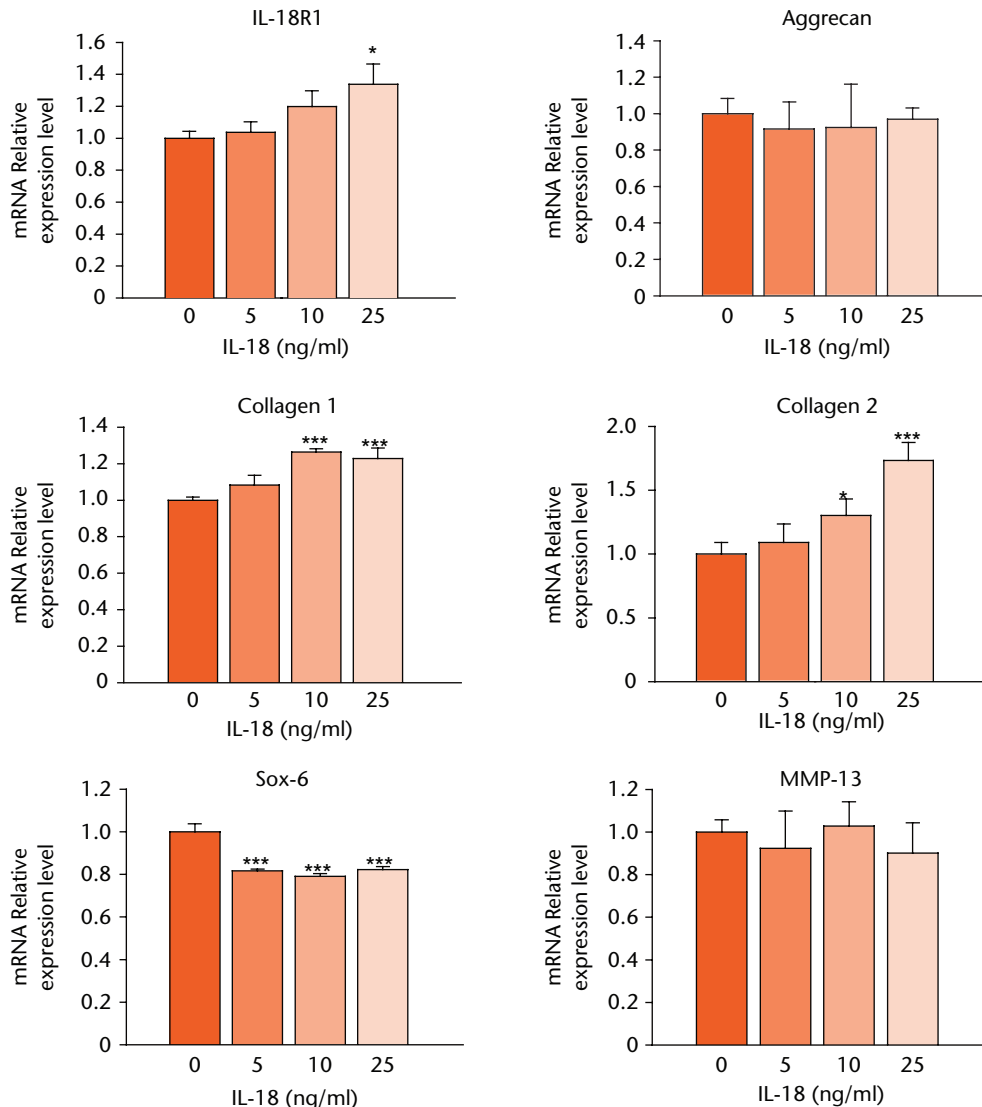 IL-18R1
mRNA Relative
expression level
1.6
1.4
1.2
1.0
0.8
0.6
0.4
0.2
0
*
0 5 10 25
IL-18 (ng/ml)
Aggrecan
mRNA Relative
expression level
1.4
1.2
1.0
0.8
0.6
0.4
0.2
0
0 5 10 25
IL-18 (ng/ml)
Collagen 1
mRNA Relative
expression level
1.4
1.2
1.0
0.8
0.6
0.4
0.2
0
*** ***
0 5 10 25
IL-18 (ng/ml)
Collagen 2
mRNA Relative
expression level
2.0
1.5
1.0
0.5
0
* ***
0 5 10 25
IL-18 (ng/ml)
Sox-6
mRNA Relative
expression level
1.2
1.0
0.8
0.6
0.4
0.2
0
*** *** ***
0 5 10 25
IL-18 (ng/ml)
MMP-13
mRNA Relative
expression level
1.2
1.0
0.8
0.6
0.4
0.2
0
0 5 10 25
IL-18 (ng/ml)